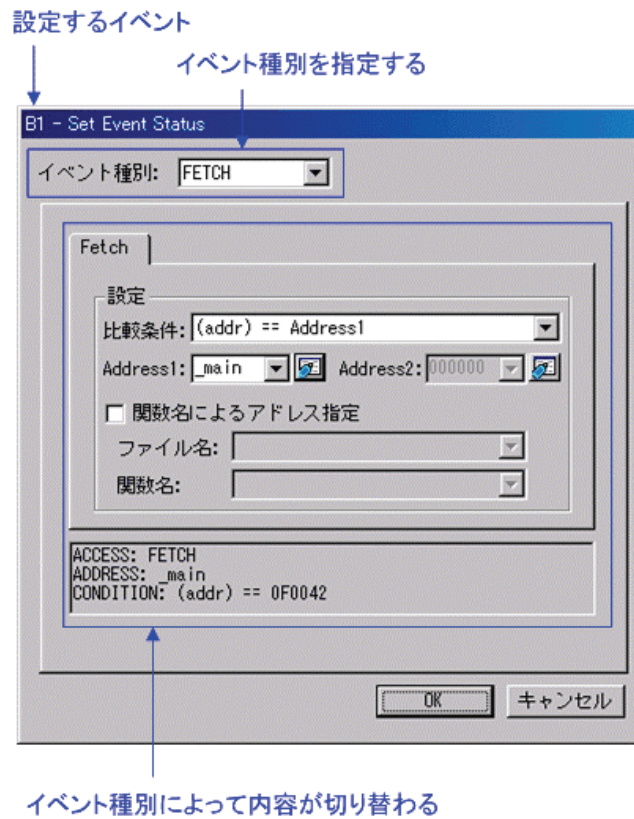 設定するイベント
イベント種別を指定する
B1 - Set Event Status
イベント種別: FETCH
Fetch
設定
比較条件: (addr) == Address1
Address1: _main Address2: 000000
関数名によるアドレス指定
ファイル名:
関数名:
ACCESS: FETCH
ADDRESS: _main
CONDITION: (addr) == 0F0042
OK キャンセル
イベント種別によって内容が切り替わる